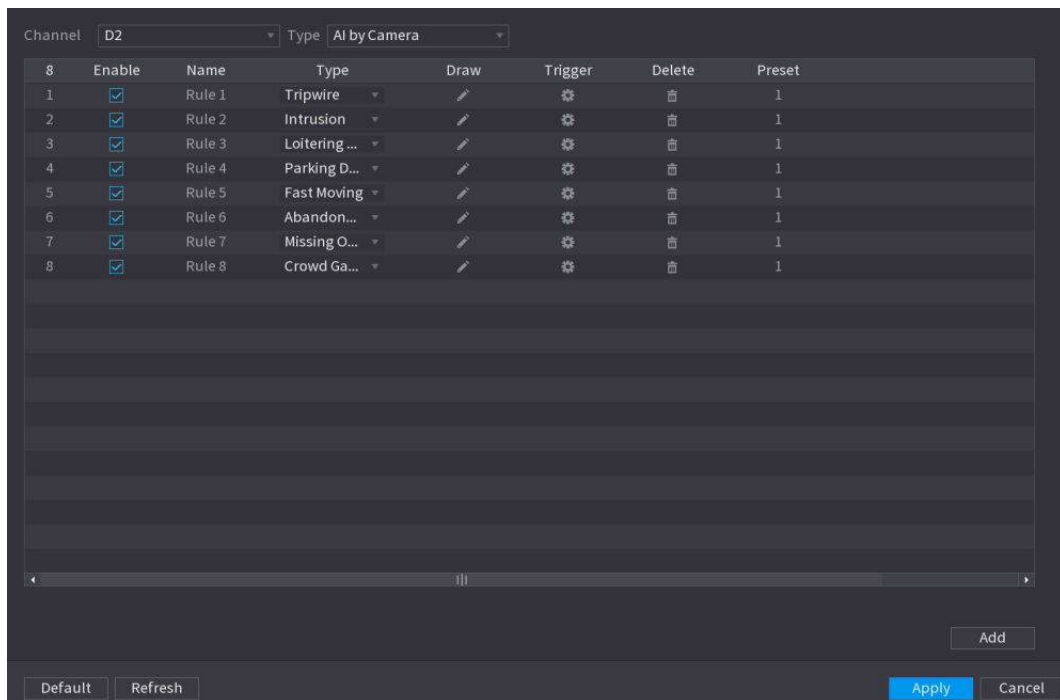 Channel D2 Type AI by Camera
8 Enable Name Type Draw Trigger Delete Preset
1 Rule 1 Tripwire 1
2 Rule 2 Intrusion 1
3 Rule 3 Loitering ... 1
4 Rule 4 Parking D... 1
5 Rule 5 Fast Moving 1
6 Rule 6 Abandon... 1
7 Rule 7 Missing O... 1
8 Rule 8 Crowd Ga... 1
Add
Default Refresh Apply Cancel